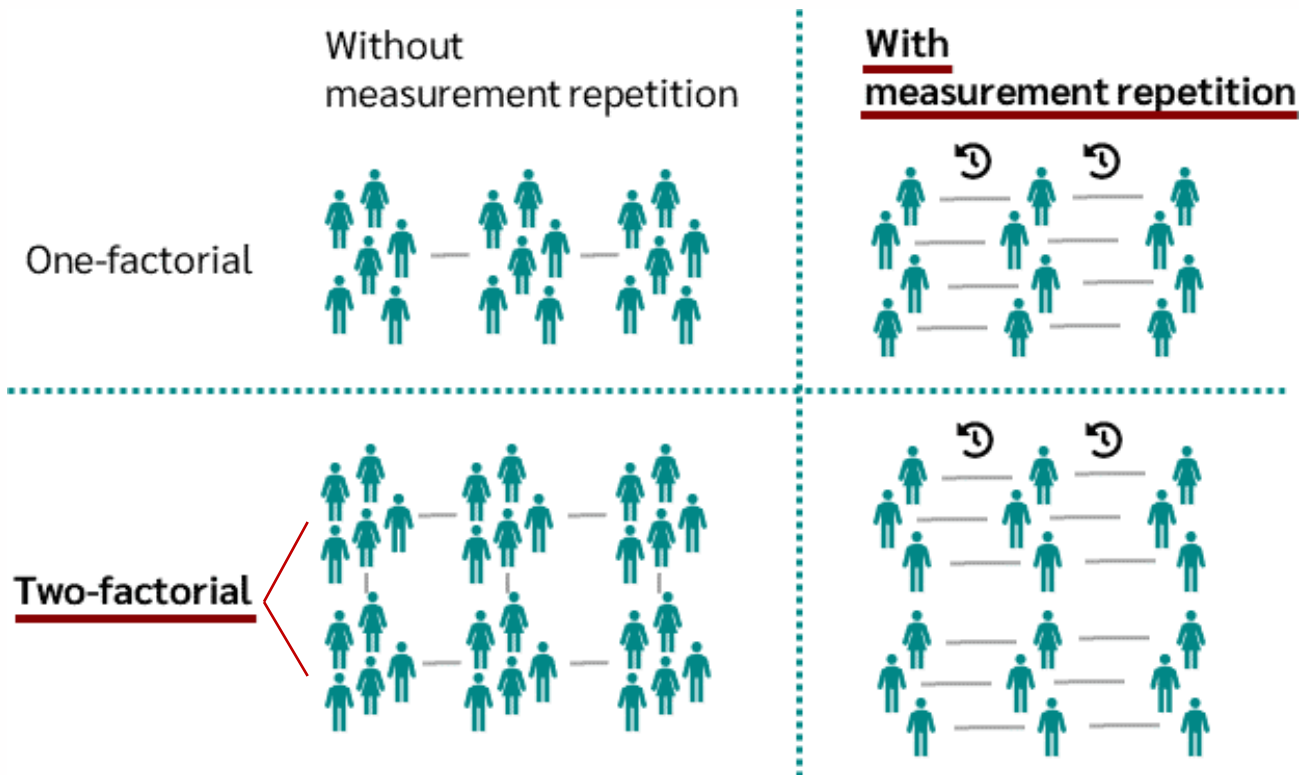 Without
measurement repetition
With
measurement repetition
One-factorial
Two-factorial